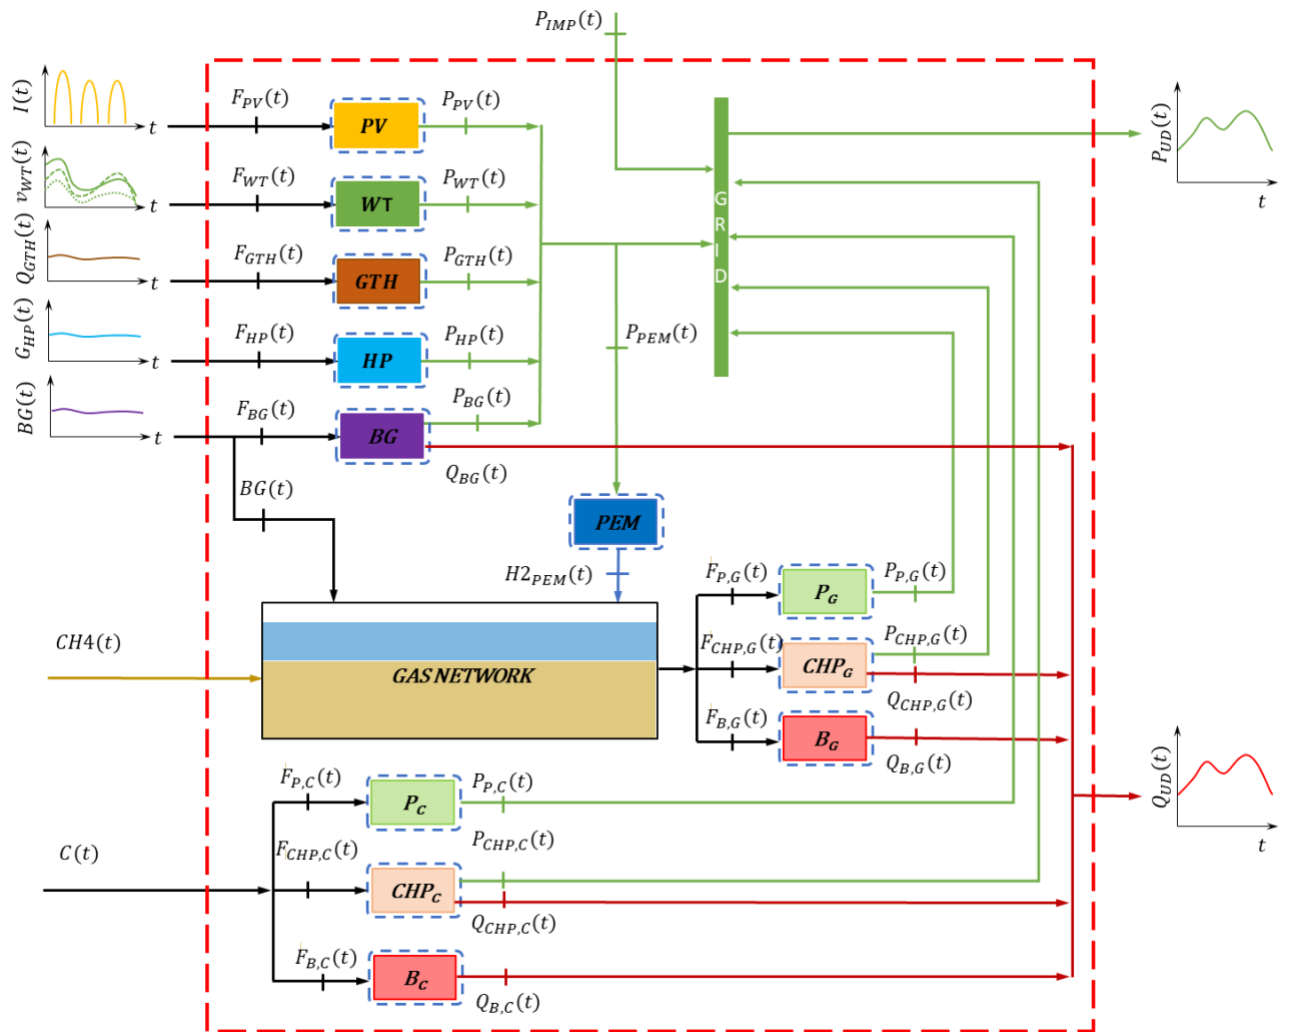 P_IMP(t)
I(t)
t
F_PV(t)
PV
P_PV(t)
P_UD(t)
t
v_WT(t)
t
F_WT(t)
WT
P_WT(t)
GRID
Q_GTH(t)
t
F_GTH(t)
GTH
P_GTH(t)
G_HP(t)
t
F_HP(t)
HP
P_HP(t)
P_PEM(t)
BG(t)
t
F_BG(t)
BG
P_BG(t)
Q_BG(t)
BG(t)
PEM
H2_PEM(t)
CH4(t)
GAS NETWORK
F_P,G(t)
P_G
P_P,G(t)
F_CHP,G(t)
CHP_G
P_CHP,G(t)
Q_CHP,G(t)
F_B,G(t)
B_G
Q_B,G(t)
Q_UD(t)
t
C(t)
F_P,C(t)
P_C
P_P,C(t)
F_CHP,C(t)
CHP_C
P_CHP,C(t)
Q_CHP,C(t)
F_B,C(t)
B_C
Q_B,C(t)